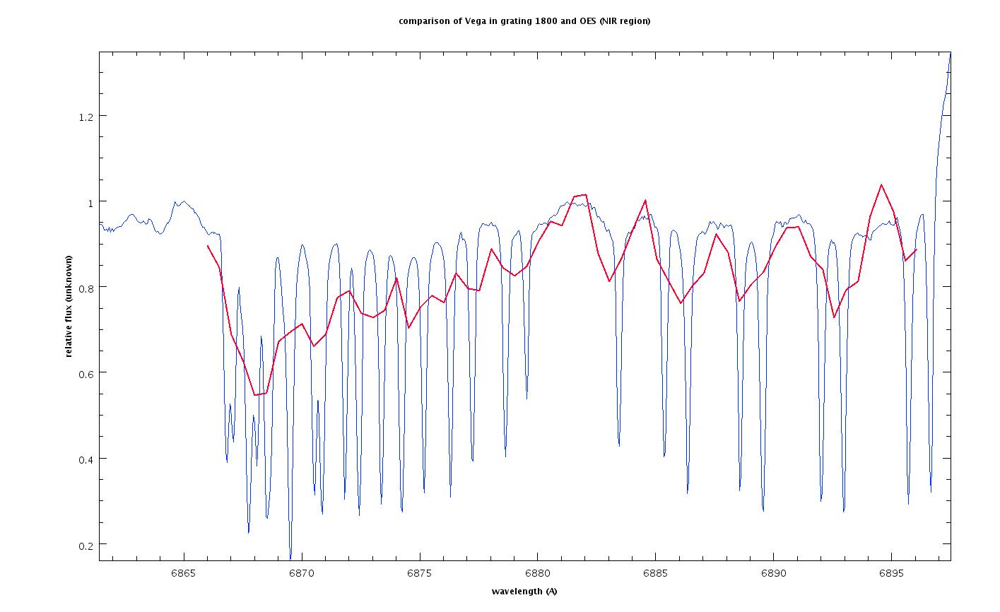 comparison of Vega in grating 1800 and OES (NIR region)
relative flux (unknown)
1.2
1
0.8
0.6
0.4
0.2
6865 6870 6875 6880 6885 6890 6895
wavelength (A)